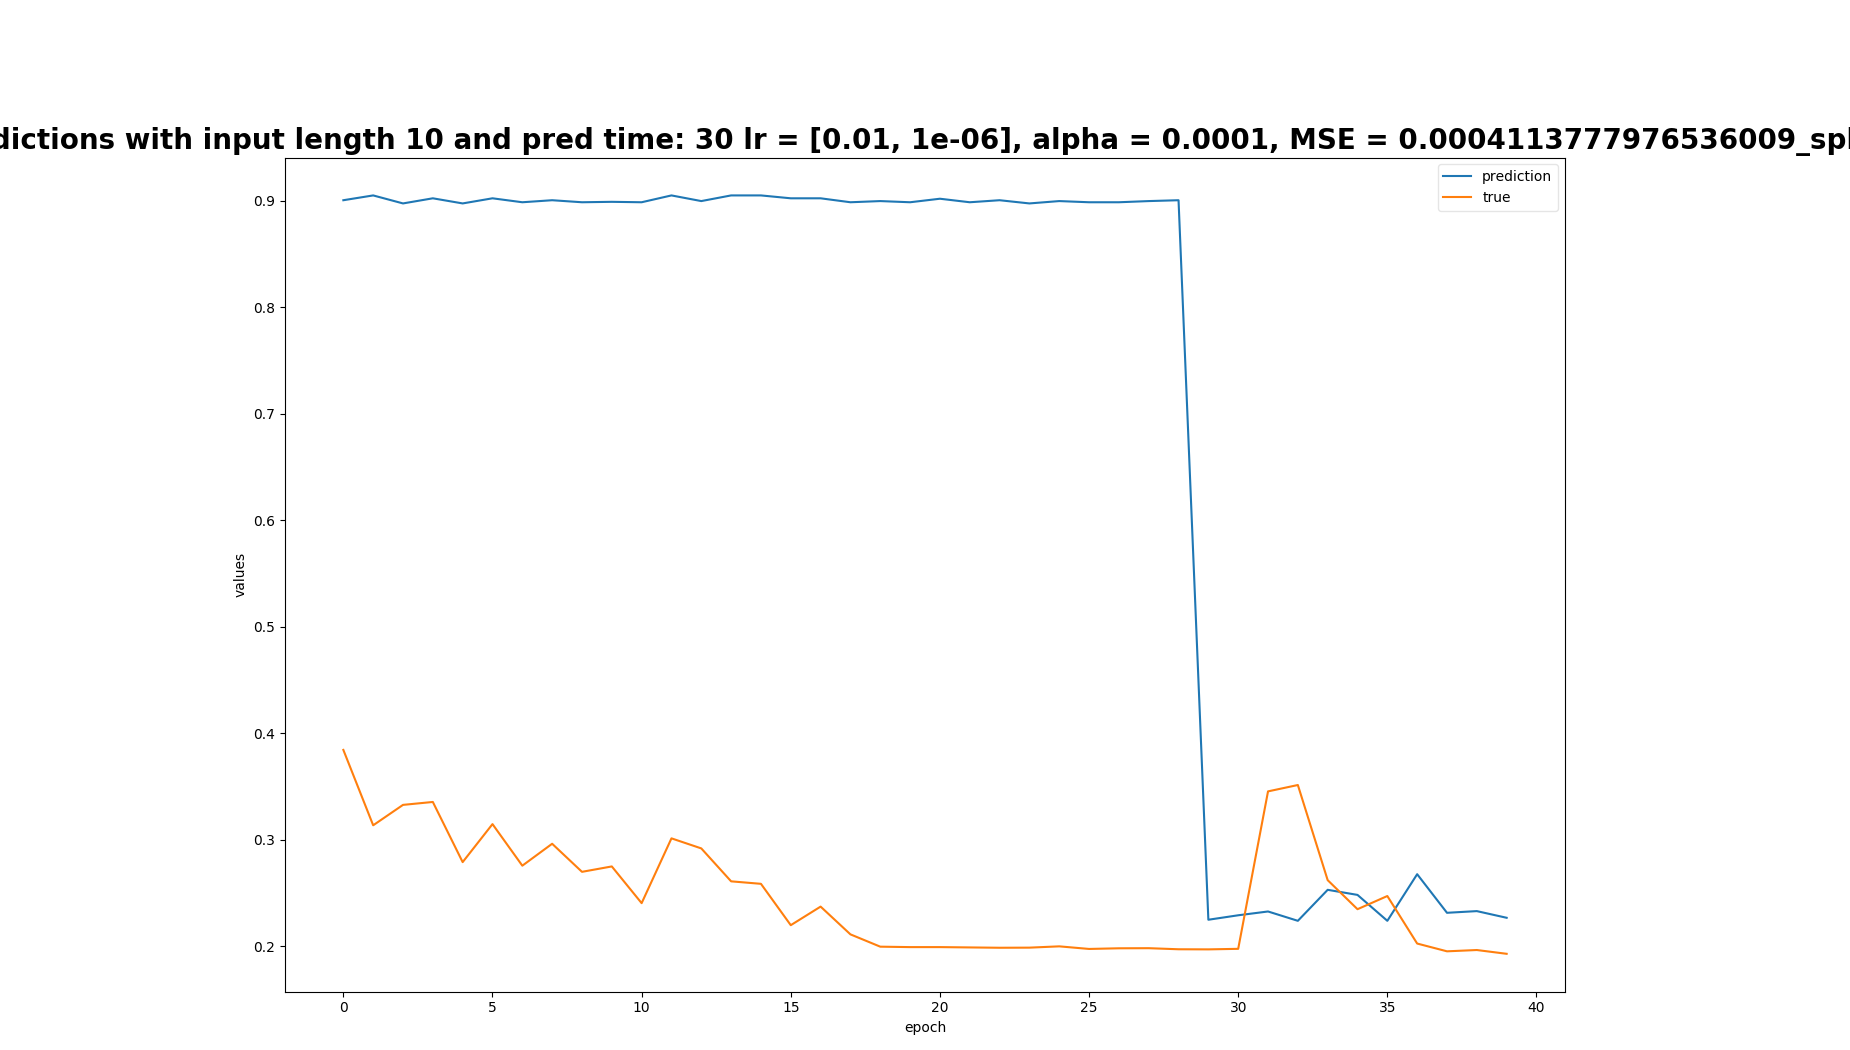 dictions with input length 10 and pred time: 30 lr = [0.01, 1e-06], alpha = 0.0001, MSE = 0.0004113777976536009_spl
prediction
true
0.9
0.8
0.7
0.6
0.5
0.4
0.3
0.2
values
0 5 10 15 20 25 30 35 40
epoch